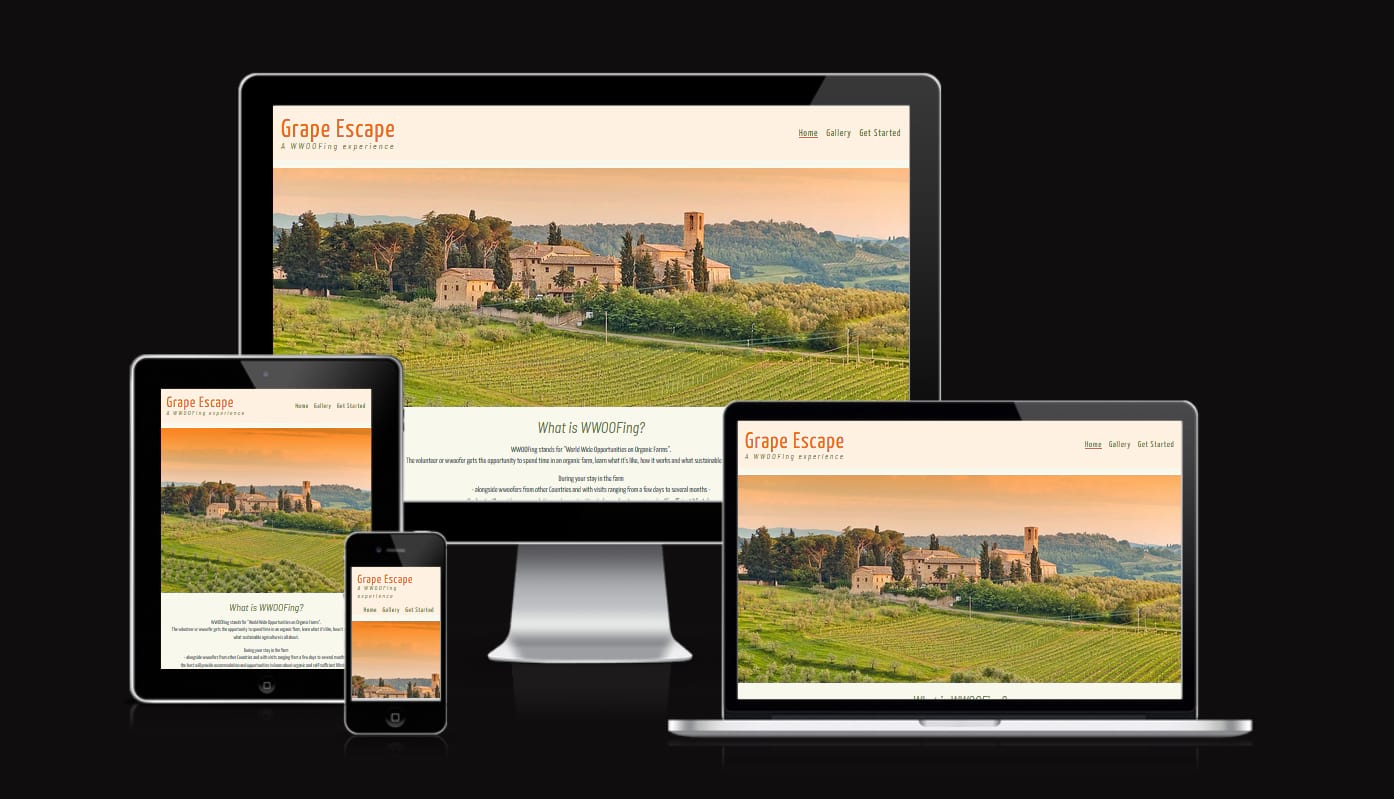 Grape Escape
A WWOOFing experience
Home Gallery Get Started
What is WWOOFing?
WWOOFing stands for "World Wide Opportunities on Organic Farms".
The volunteer or wwoofer gets the opportunity to spend time in an organic farm, learn what it's like, how it works and what sustainable
During your stay in the farm
- alongside wwoofers from other Countries and with visits ranging from a few days to several months -
Grape Escape
A WWOOFing experience
Home Gallery Get Started
What is WWOOFing?
WWOOFing stands for "World Wide Opportunities on Organic Farms".
The volunteer or wwoofer gets the opportunity to spend time in an organic farm, learn what it's like, how
what sustainable agriculture is all about.
During your stay in the farm
- alongside wwoofers from other Countries and with visits ranging from a few days to several
the host will provide accommodation and opportunities to learn about organic and self-sufficient
Grape Escape
A WWOOFing
experience
Home Gallery Get Started
Grape Escape
A WWOOFing experience
Home Gallery Get Started
What is WWOOFing?